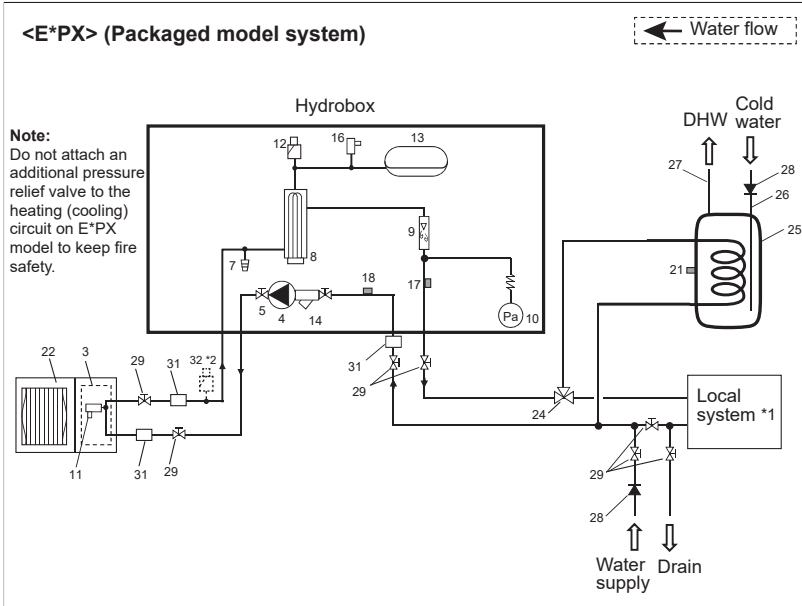 <E*PX> (Packaged model system)
Water flow
Note:
Do not attach an
additional pressure
relief valve to the
heating (cooling)
circuit on E*PX
model to keep fire
safety.
Hydrobox
12
16
13
7
8
9
18
17
5
4
14
Pa
10
DHW
Cold
water
27
28
26
25
21
22
3
29
31
32 *2
11
31
29
31
29
24
Local
system *1
29
28
Water
supply
Drain